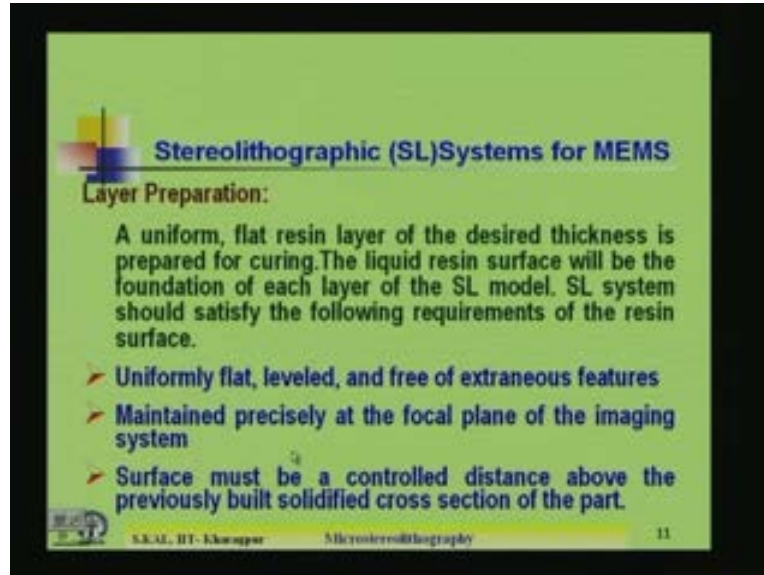 Stereolithographic (SL)Systems for MEMS
Layer Preparation:
A uniform, flat resin layer of the desired thickness is
prepared for curing.The liquid resin surface will be the
foundation of each layer of the SL model. SL system
should satisfy the following requirements of the resin
surface.
Uniformly flat, leveled, and free of extraneous features
Maintained precisely at the focal plane of the imaging
system
Surface must be a controlled distance above the
previously built solidified cross section of the part.
S.KAL, IIT- Kharagpur Microstereolithography 11